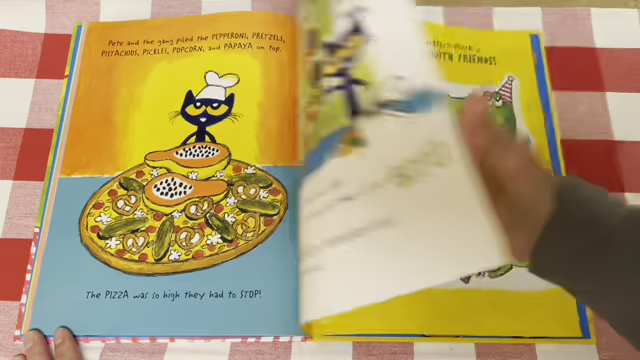 Pete and the gang piled the PEPPERONI, PRETZELS,
PISTACHIOS, PICKLES, POPCORN, and PAPAYA on top.
WITH FRIENDS!
The PIZZA was so high they had to STOP!